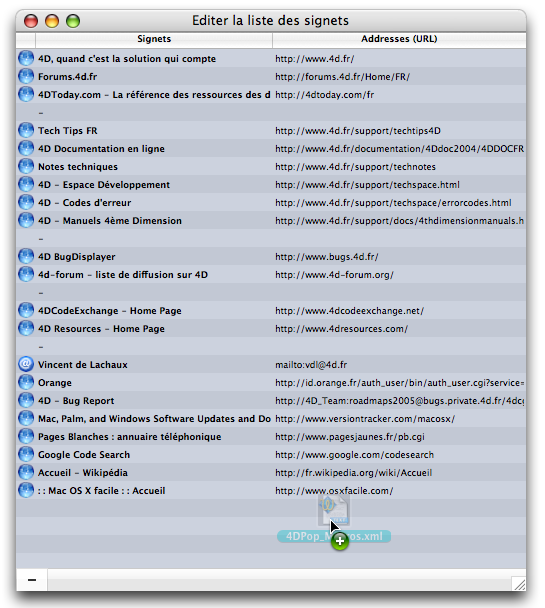 Editer la liste des signets
Signets Addresses (URL)
4D, quand c'est la solution qui compte http://www.4d.fr/
Forums.4d.fr http://forums.4d.fr/Home/FR/
4DToday.com - La référence des ressources des d http://4dtoday.com/fr
-
Tech Tips FR http://www.4d.fr/support/techtips4D
4D Documentation en ligne http://www.4d.fr/documentation/4Ddoc2004/4DDOCFR
Notes techniques http://www.4d.fr/support/technotes
4D - Espace Développement http://www.4d.fr/support/techspace.html
4D - Codes d'erreur http://www.4d.fr/support/techspace/errorcodes.html
4D - Manuels 4ème Dimension http://www.4d.fr/support/docs/4thdimensionmanuals.h
-
4D BugDisplayer http://www.bugs.4d.fr/
4d-forum - liste de diffusion sur 4D http://www.4d-forum.org/
-
4DCodeExchange - Home Page http://www.4dcodeexchange.net/
4D Resources - Home Page http://www.4dresources.com/
-
Vincent de Lachaux mailto:vdl@4d.fr
Orange http://id.orange.fr/auth_user/bin/auth_user.cgi?service=
4D - Bug Report http://4D_Team:roadmaps2005@bugs.private.4d.fr/4dcg
Mac, Palm, and Windows Software Updates and Do http://www.versiontracker.com/macosx/
Pages Blanches : annuaire téléphonique http://www.pagesjaunes.fr/pb.cgi
Google Code Search http://www.google.com/codesearch
Accueil - Wikipédia http://fr.wikipedia.org/wiki/Accueil
: : Mac OS X facile : : Accueil http://www.osxfacile.com/